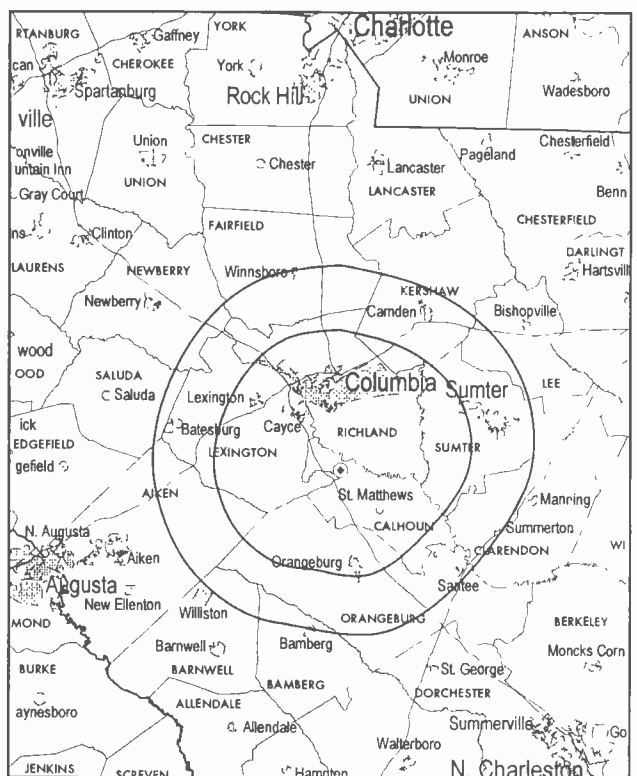 Charlotte
YORK
RTANBURG
Gaffney
ANSON
can
CHEROKEE
York
Monroe
Spartanburg
Rock Hill
UNION
Wadesboro
ville
CHESTER
Union
Chesterfield
onville
Chester
Lancaster
Pageland
untain Inn
UNION
LANCASTER
Gray Court
Benn
FAIRFIELD
CHESTERFIELD
ns
Clinton
DARLINGT
LAURENS
NEWBERRY
Winnsboro
Hartsvill
KERSHAW
Newberry
Camden
Bishopville
wood
OOD
SALUDA
Columbia
Sumter
LEE
Saluda
Lexington
ick
Batesburg
Cayce
RICHLAND
EDGEFIELD
LEXINGTON
SUMTER
gefield
AIKEN
St. Matthews
Manning
CALHOUN
N. Augusta
Summerton
Aiken
Orangeburg
CLARENDON
WI
Augusta
Santee
New Ellenton
Williston
ORANGEBURG
MOND
BERKELEY
Barnwell
Bamberg
Moncks Corn
BURKE
BARNWELL
St. George
BAMBERG
DORCHESTER
aynesboro
ALLENDALE
Allendale
Summerville
Go
Walterboro
JENKINS
SCREVEN
Hampton
N. Charleston